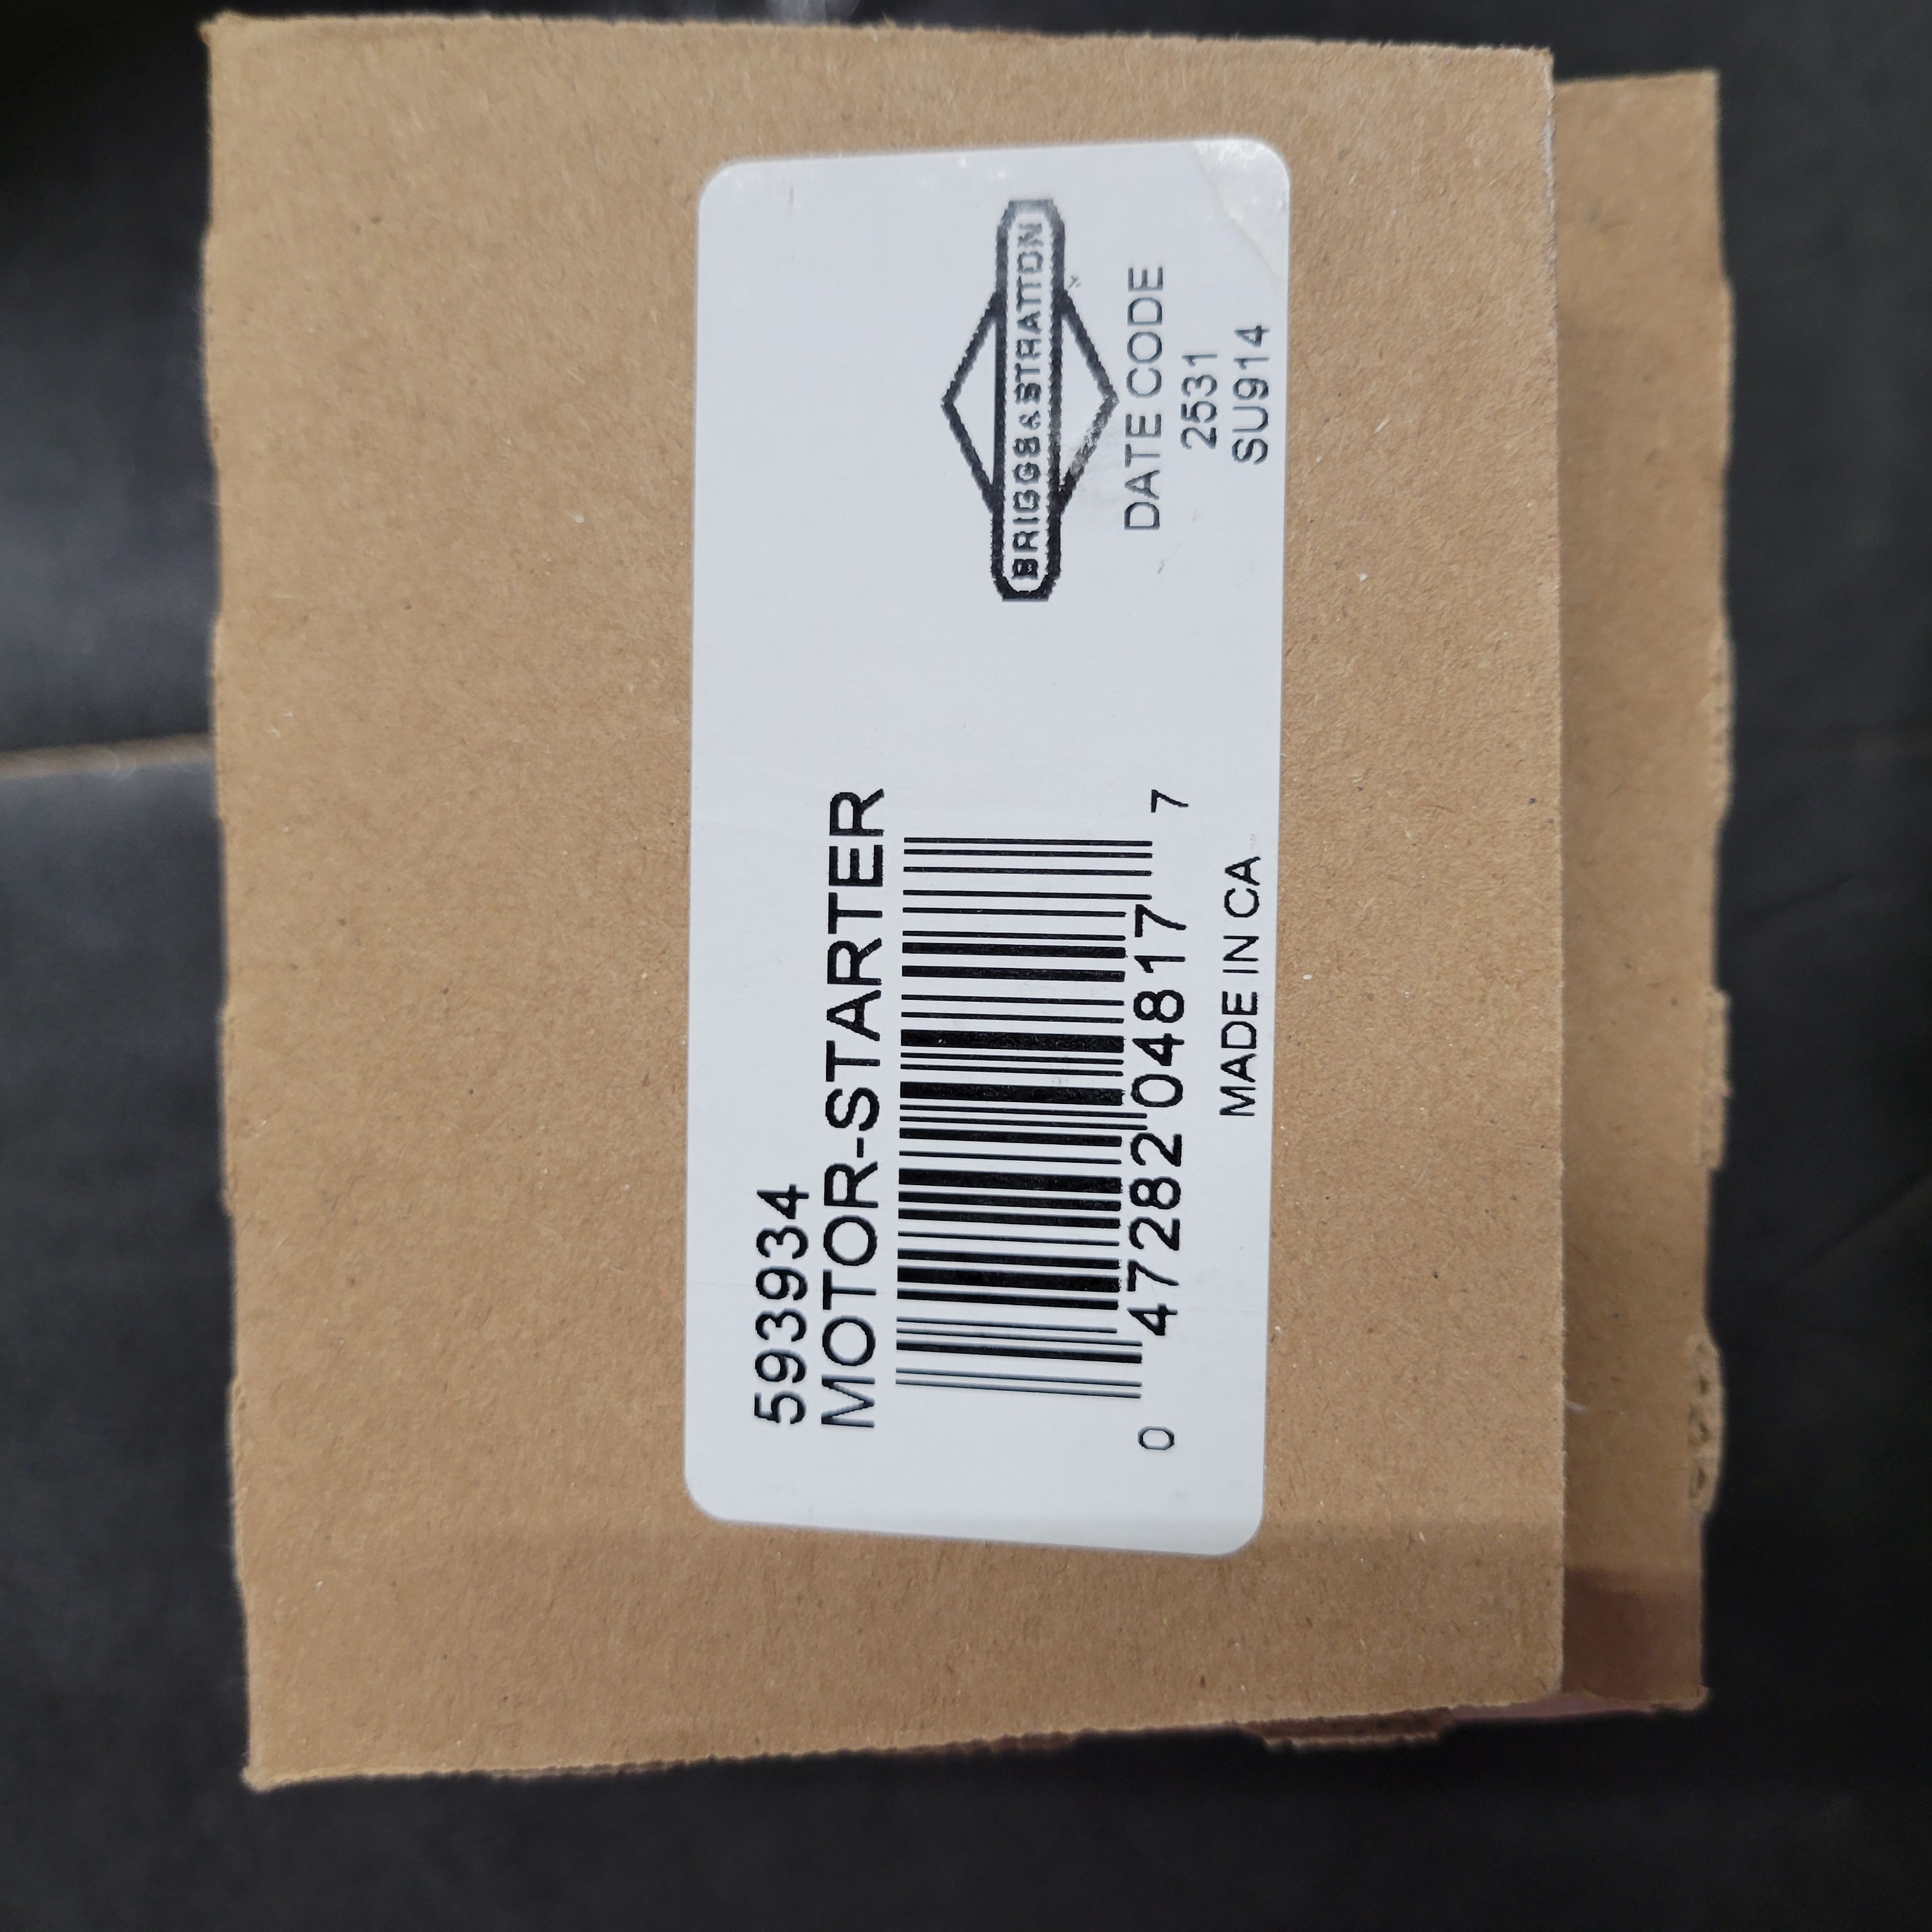 593934
MOTOR-STARTER
0 47282 04817 7
MADE IN CA
BRIGGS & STRATTON
DATE CODE
2531
SU914